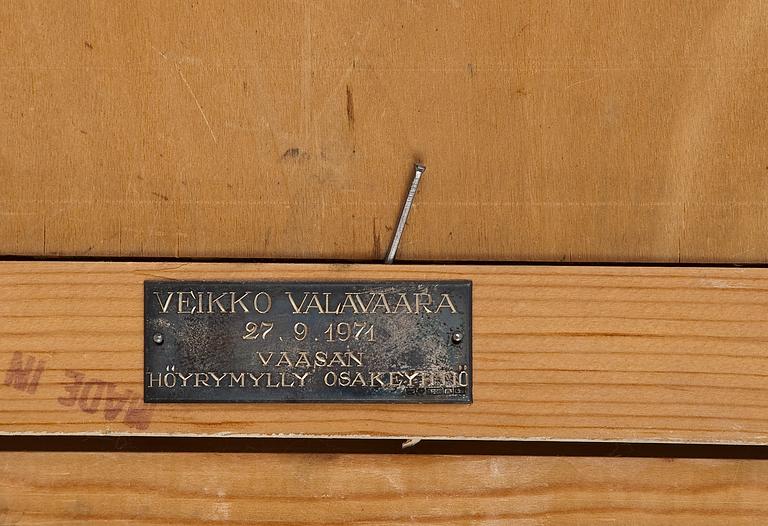 VEIKKO VALAVAARA
27.9.1971
VAASAN
HÖYRYMYLLY OSAKEYHTIÖ
MADE IN